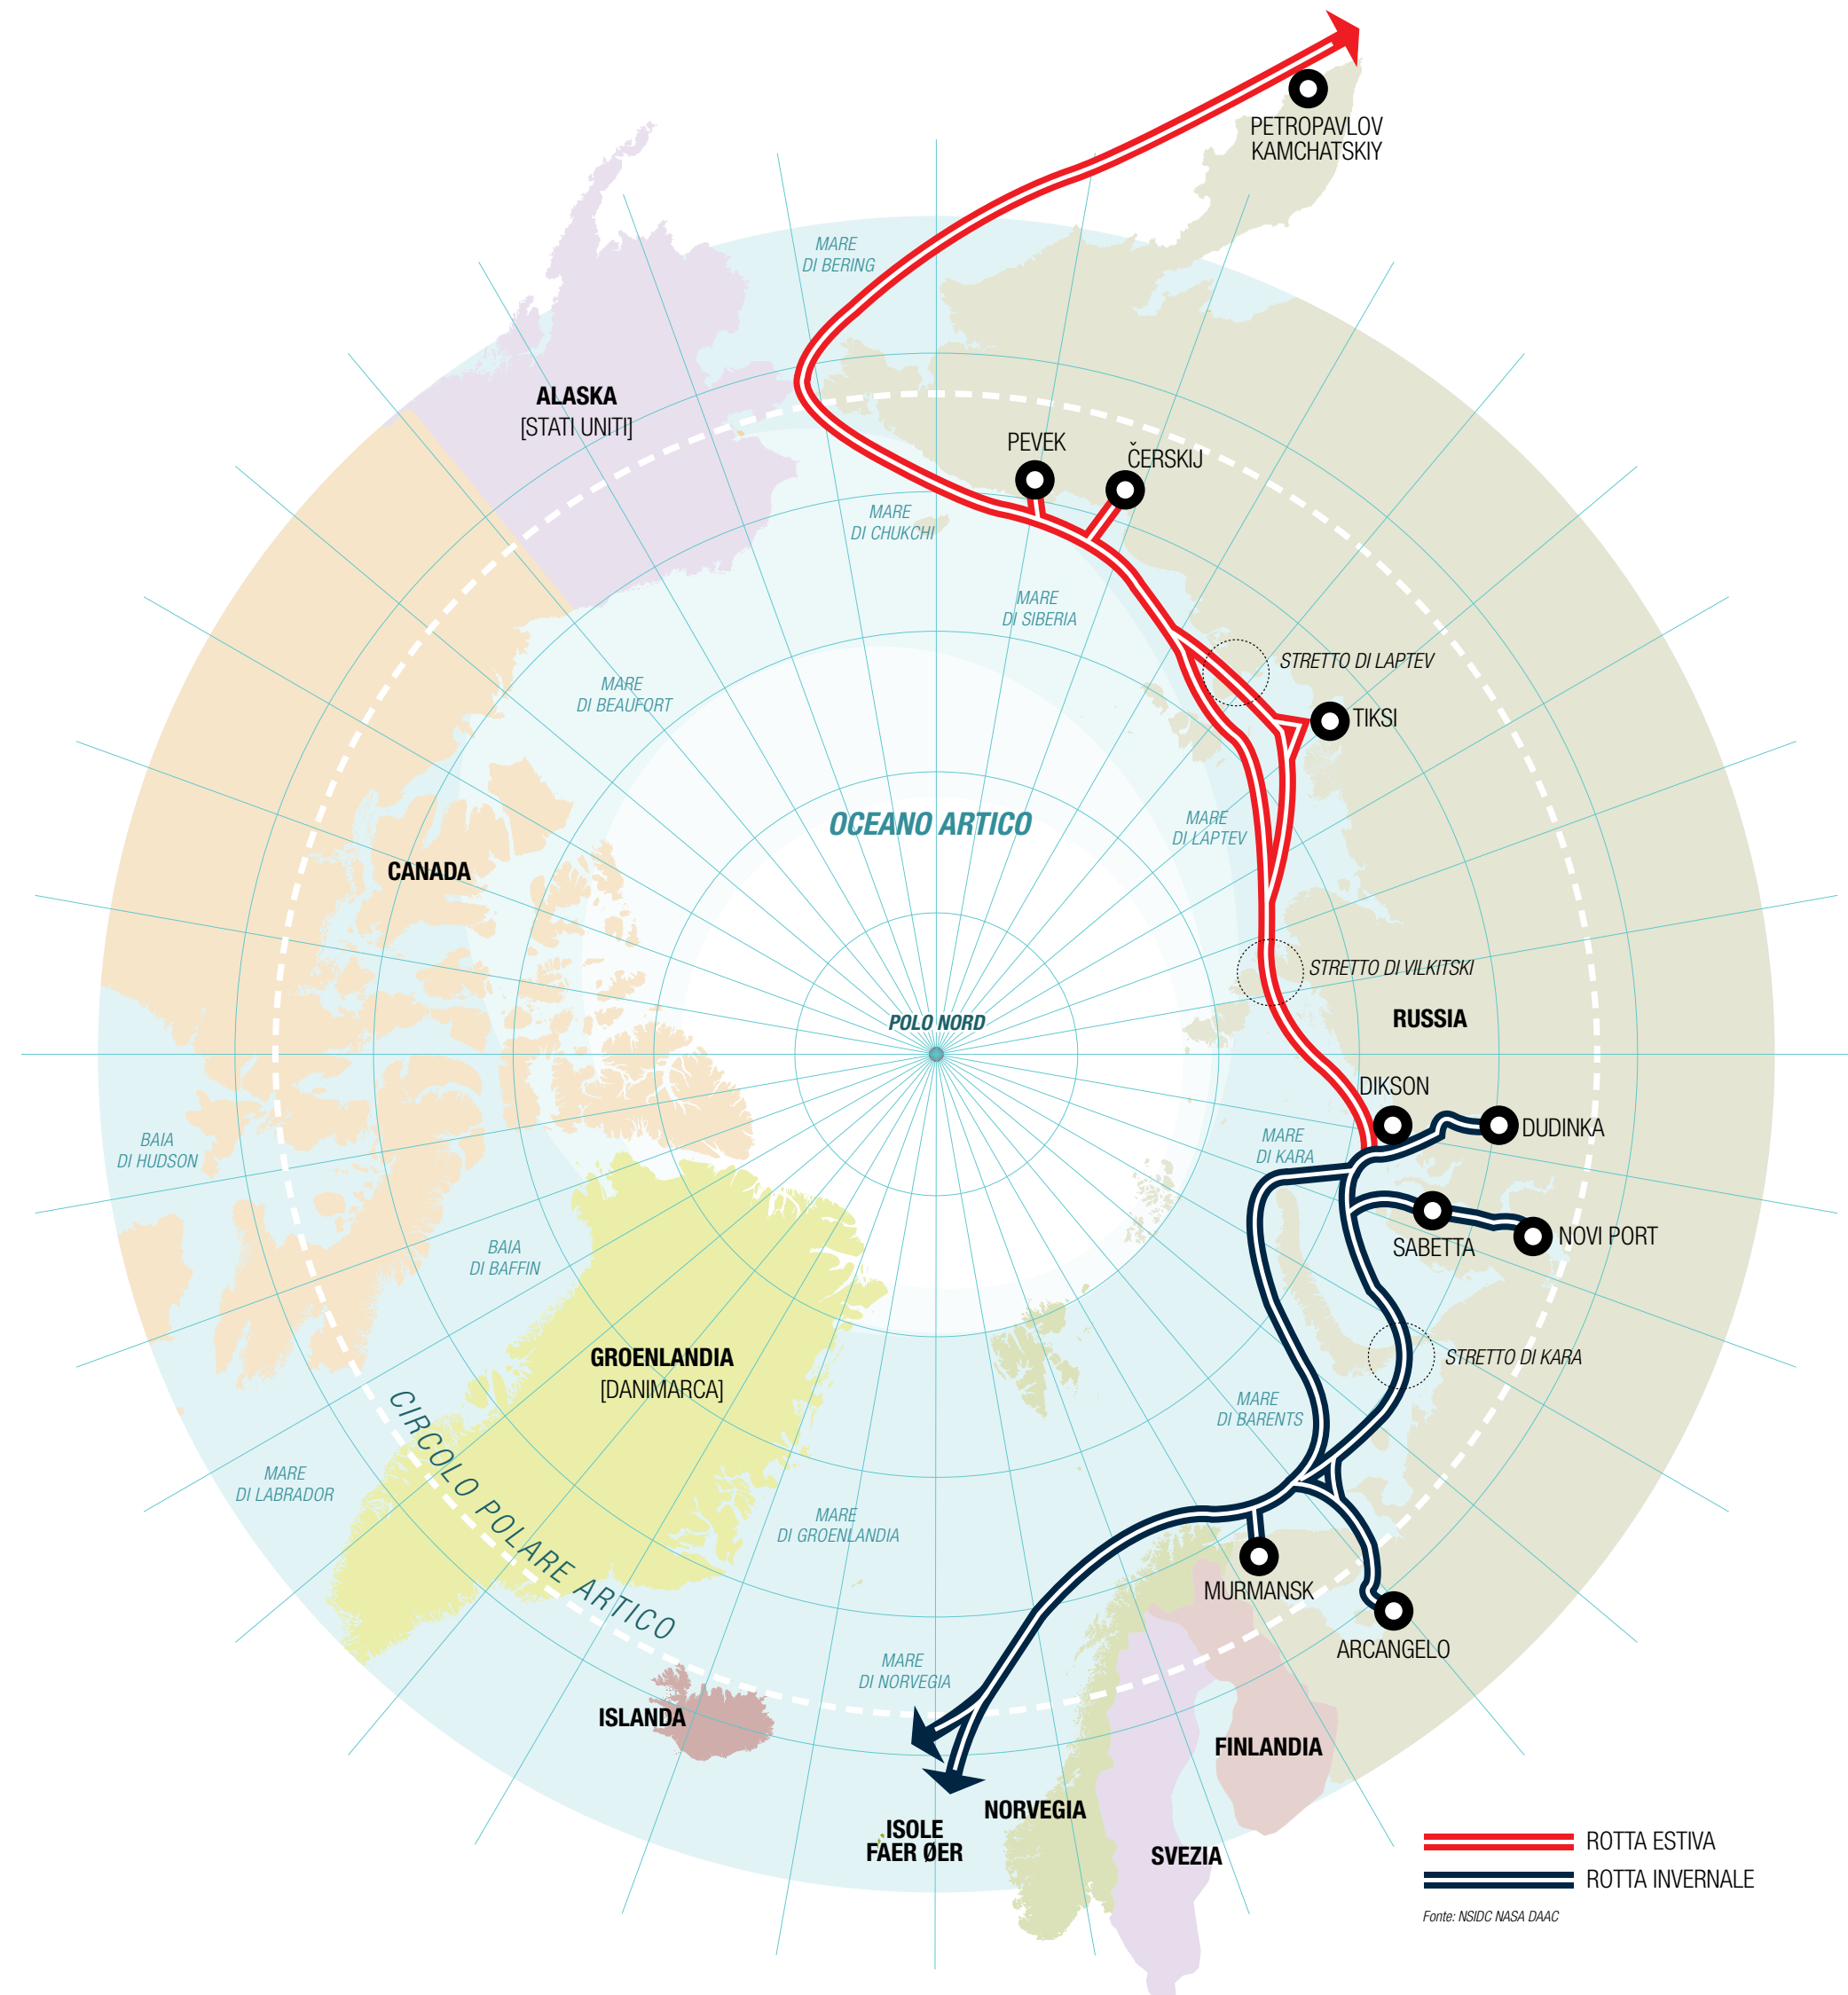 PETROPAVLOV
KAMCHATSKIY
MARE
DI BERING
ALASKA
[STATI UNITI]
PEVEK
ČERSKIJ
MARE
DI CHUKCHI
MARE
DI SIBERIA
STRETTO DI LAPTEV
MARE
DI BEAUFORT
TIKSI
OCEANO ARTICO
MARE
DI LAPTEV
CANADA
STRETTO DI VILKITSKI
POLO NORD
RUSSIA
DIKSON
DUDINKA
BAIA
DI HUDSON
MARE
DI KARA
SABETTA
NOVI PORT
BAIA
DI BAFFIN
GROENLANDIA
[DANIMARCA]
STRETTO DI KARA
MARE
DI BARENTS
CIRCOLO POLARE ARTICO
MARE
DI LABRADOR
MARE
DI GROENLANDIA
MURMANSK
ARCANGELO
MARE
DI NORVEGIA
ISLANDA
FINLANDIA
NORVEGIA
ISOLE
FAER ØER
SVEZIA
ROTTA ESTIVA
ROTTA INVERNALE
Fonte: NSIDC NASA DAAC